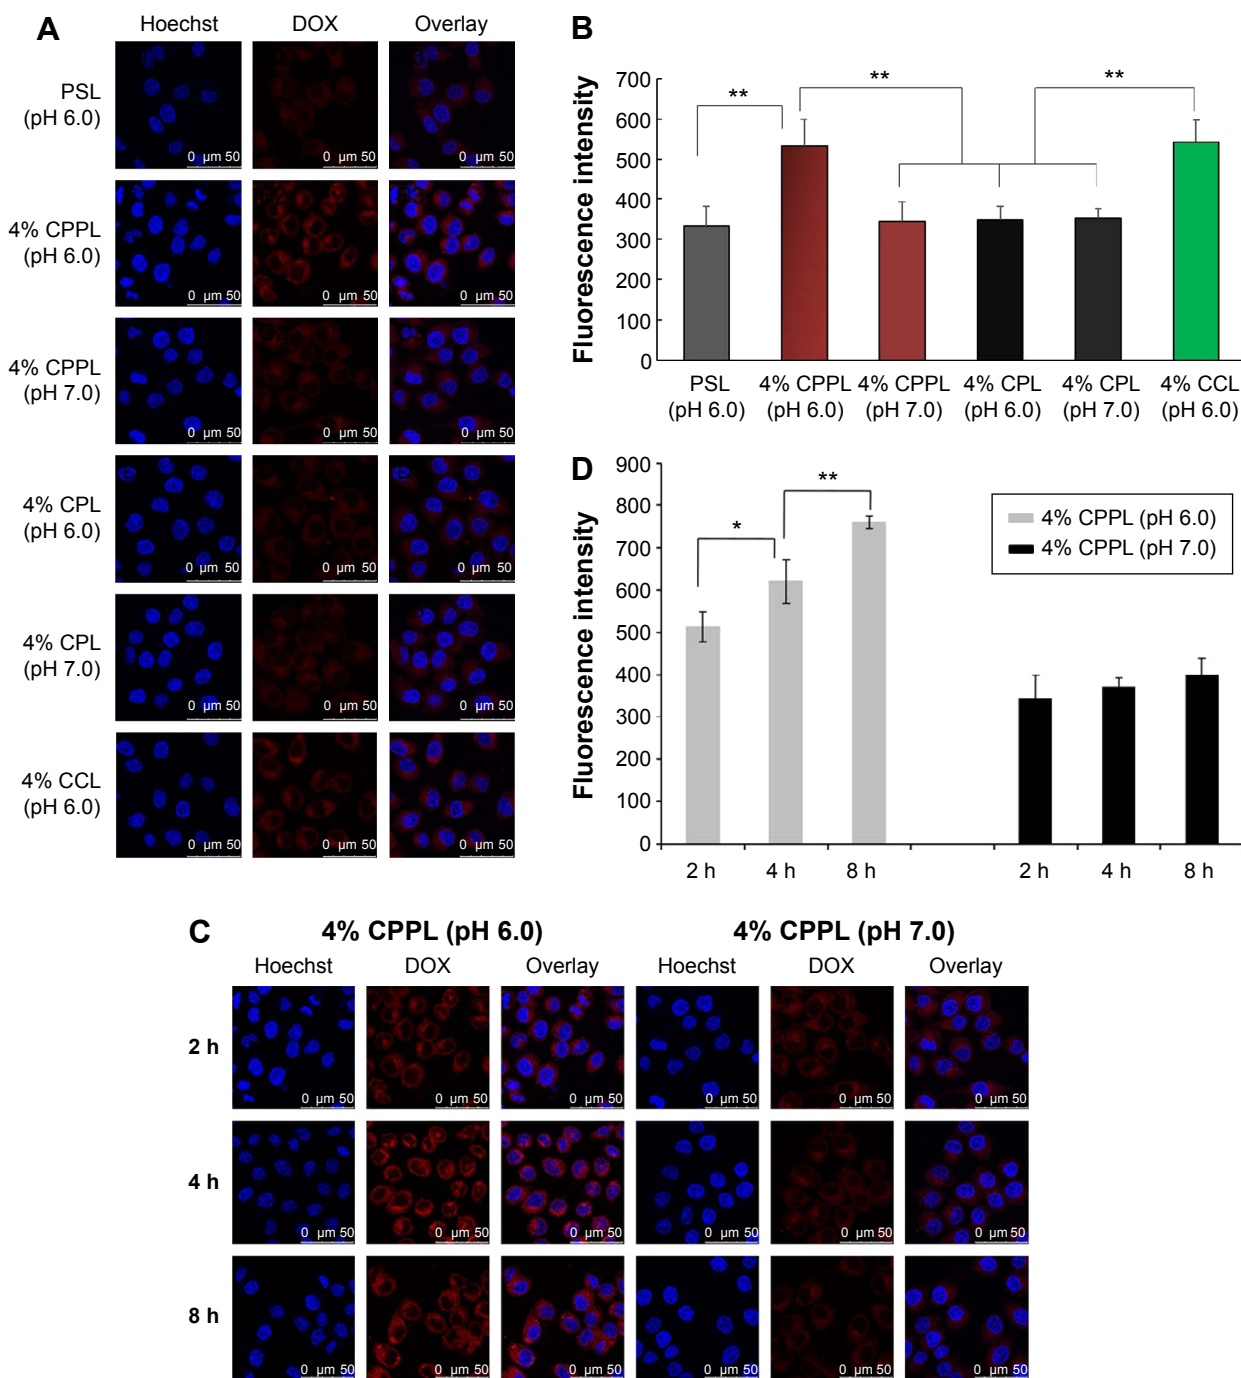 A
Hoechst DOX Overlay
PSL
(pH 6.0)
0 µm 50 0 µm 50 0 µm 50
4% CPPL
(pH 6.0)
0 µm 50 0 µm 50 0 µm 50
4% CPPL
(pH 7.0)
0 µm 50 0 µm 50 0 µm 50
4% CPL
(pH 6.0)
0 µm 50 0 µm 50 0 µm 50
4% CPL
(pH 7.0)
0 µm 50 0 µm 50 0 µm 50
4% CCL
(pH 6.0)
0 µm 50 0 µm 50 0 µm 50
B
Fluorescence intensity
700
600
500
400
300
200
100
0
** ** **
PSL 4% CPPL 4% CPPL 4% CPL 4% CPL 4% CCL
(pH 6.0) (pH 6.0) (pH 7.0) (pH 6.0) (pH 7.0) (pH 6.0)
D
Fluorescence intensity
900
800
700
600
500
400
300
200
100
0
* **
4% CPPL (pH 6.0)
4% CPPL (pH 7.0)
2 h 4 h 8 h 2 h 4 h 8 h
C
4% CPPL (pH 6.0) 4% CPPL (pH 7.0)
Hoechst DOX Overlay Hoechst DOX Overlay
2 h
0 µm 50 0 µm 50 0 µm 50 0 µm 50 0 µm 50 0 µm 50
4 h
0 µm 50 0 µm 50 0 µm 50 0 µm 50 0 µm 50 0 µm 50
8 h
0 µm 50 0 µm 50 0 µm 50 0 µm 50 0 µm 50 0 µm 50